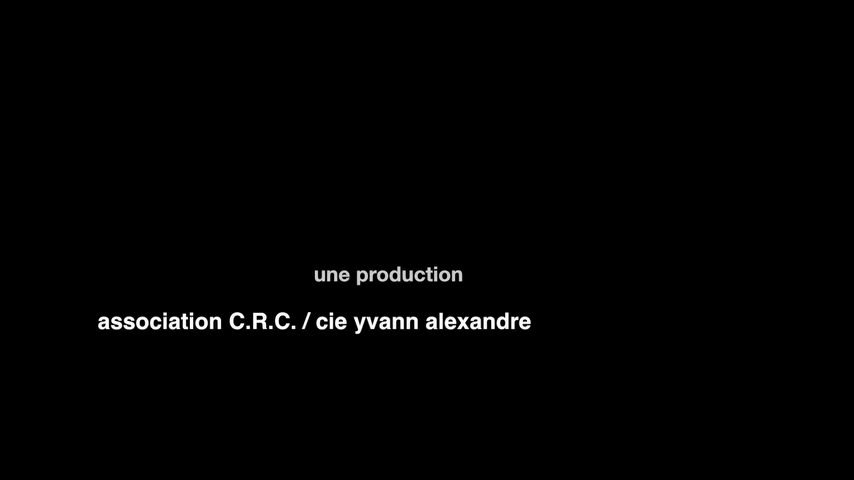 une production
association C.R.C. / cie yvann alexandre